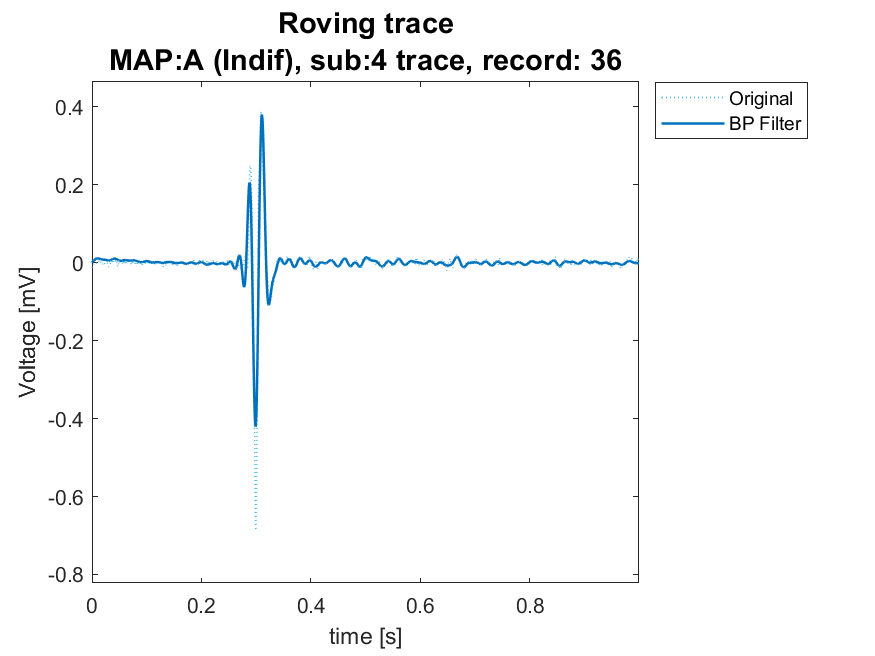 Roving trace
MAP:A (Indif), sub:4 trace, record: 36
Original
BP Filter
0.4
0.2
0
-0.2
-0.4
-0.6
-0.8
Voltage [mV]
0
0.2
0.4
0.6
0.8
time [s]